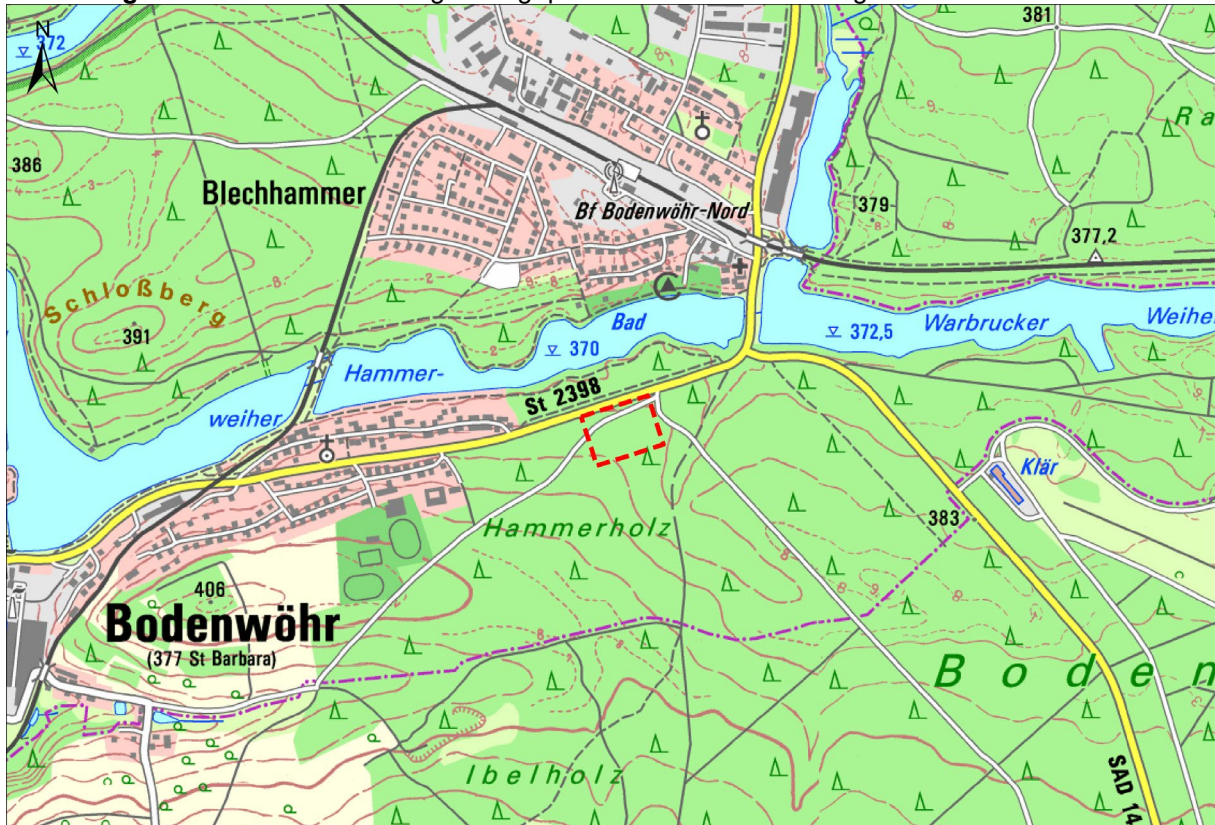 N
372
381
Ra
386
Blechhammer
Bf Bodenwöhr-Nord
379
377,2
Schloßberg
391
Bad
370
372,5
Warbrucker
Weihe
Hammer-
weiher
St 2398
Klär
Hammerholz
383
406
Bodenwöhr
(377 St Barbara)
Boden
Ibelholz
SAD 14